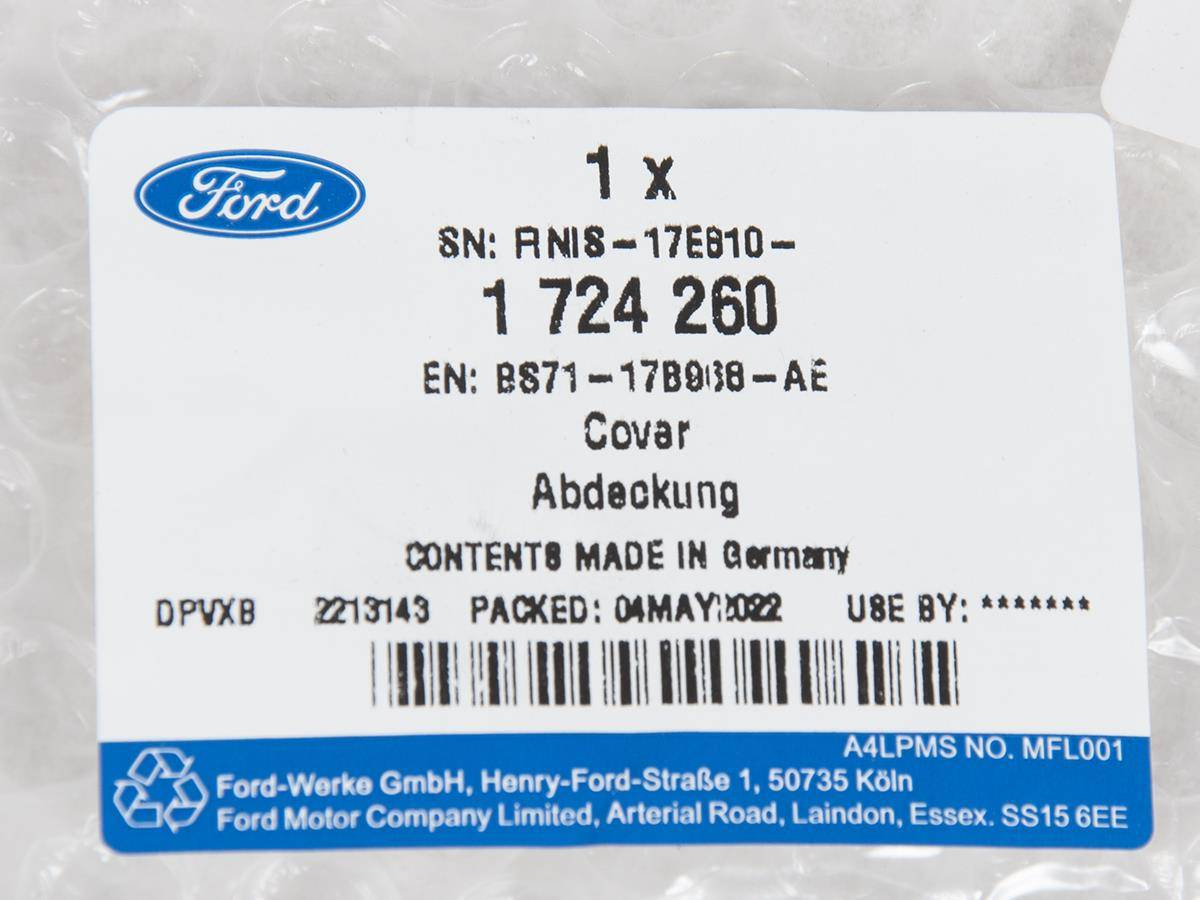 Ford
1 x
SN: FINIS-17E810-
1 724 260
EN: BS71-17B968-AE
Cover
Abdeckung
CONTENTS MADE IN Germany
DPVXB 2213143 PACKED: 04MAY2022 USE BY: *******
A4LPMS NO. MFL001
Ford-Werke GmbH, Henry-Ford-Straße 1, 50735 Köln
Ford Motor Company Limited, Arterial Road, Laindon, Essex. SS15 6EE